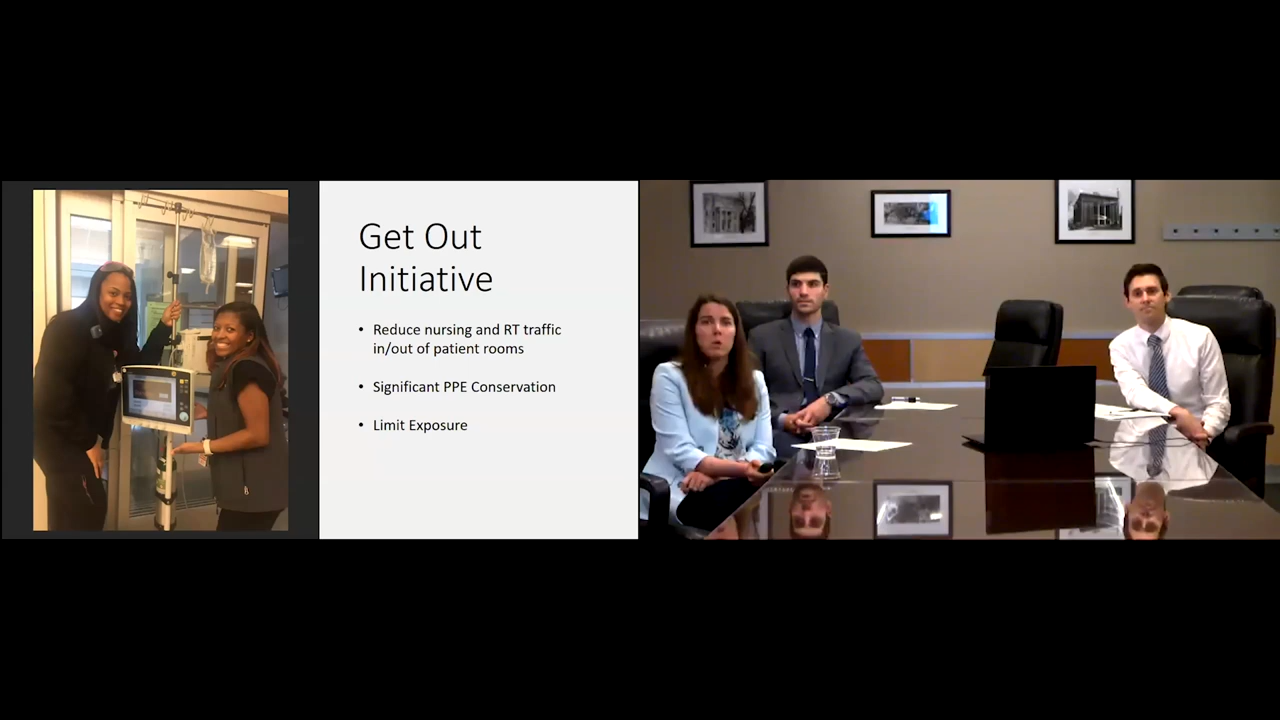 Get Out
Initiative
• Reduce nursing and RT traffic
in/out of patient rooms
• Significant PPE Conservation
• Limit Exposure